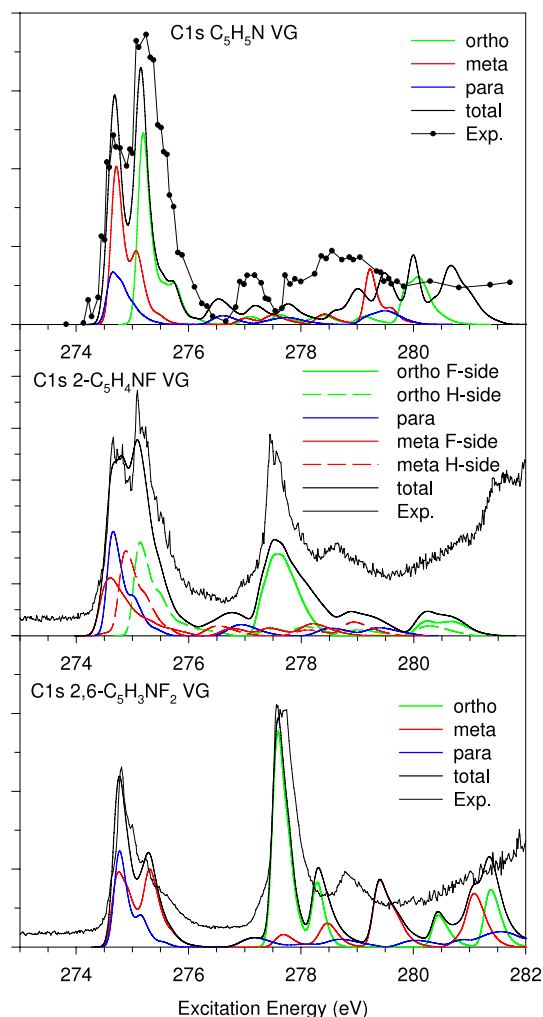 C1s C5H5N VG
ortho
meta
para
total
Exp.
274 276 278 280
C1s 2-C5H4NF VG
ortho F-side
ortho H-side
para
meta F-side
meta H-side
total
Exp.
274 276 278 280
C1s 2,6-C5H3NF2 VG
ortho
meta
para
total
Exp.
274 276 278 280 282
Excitation Energy (eV)